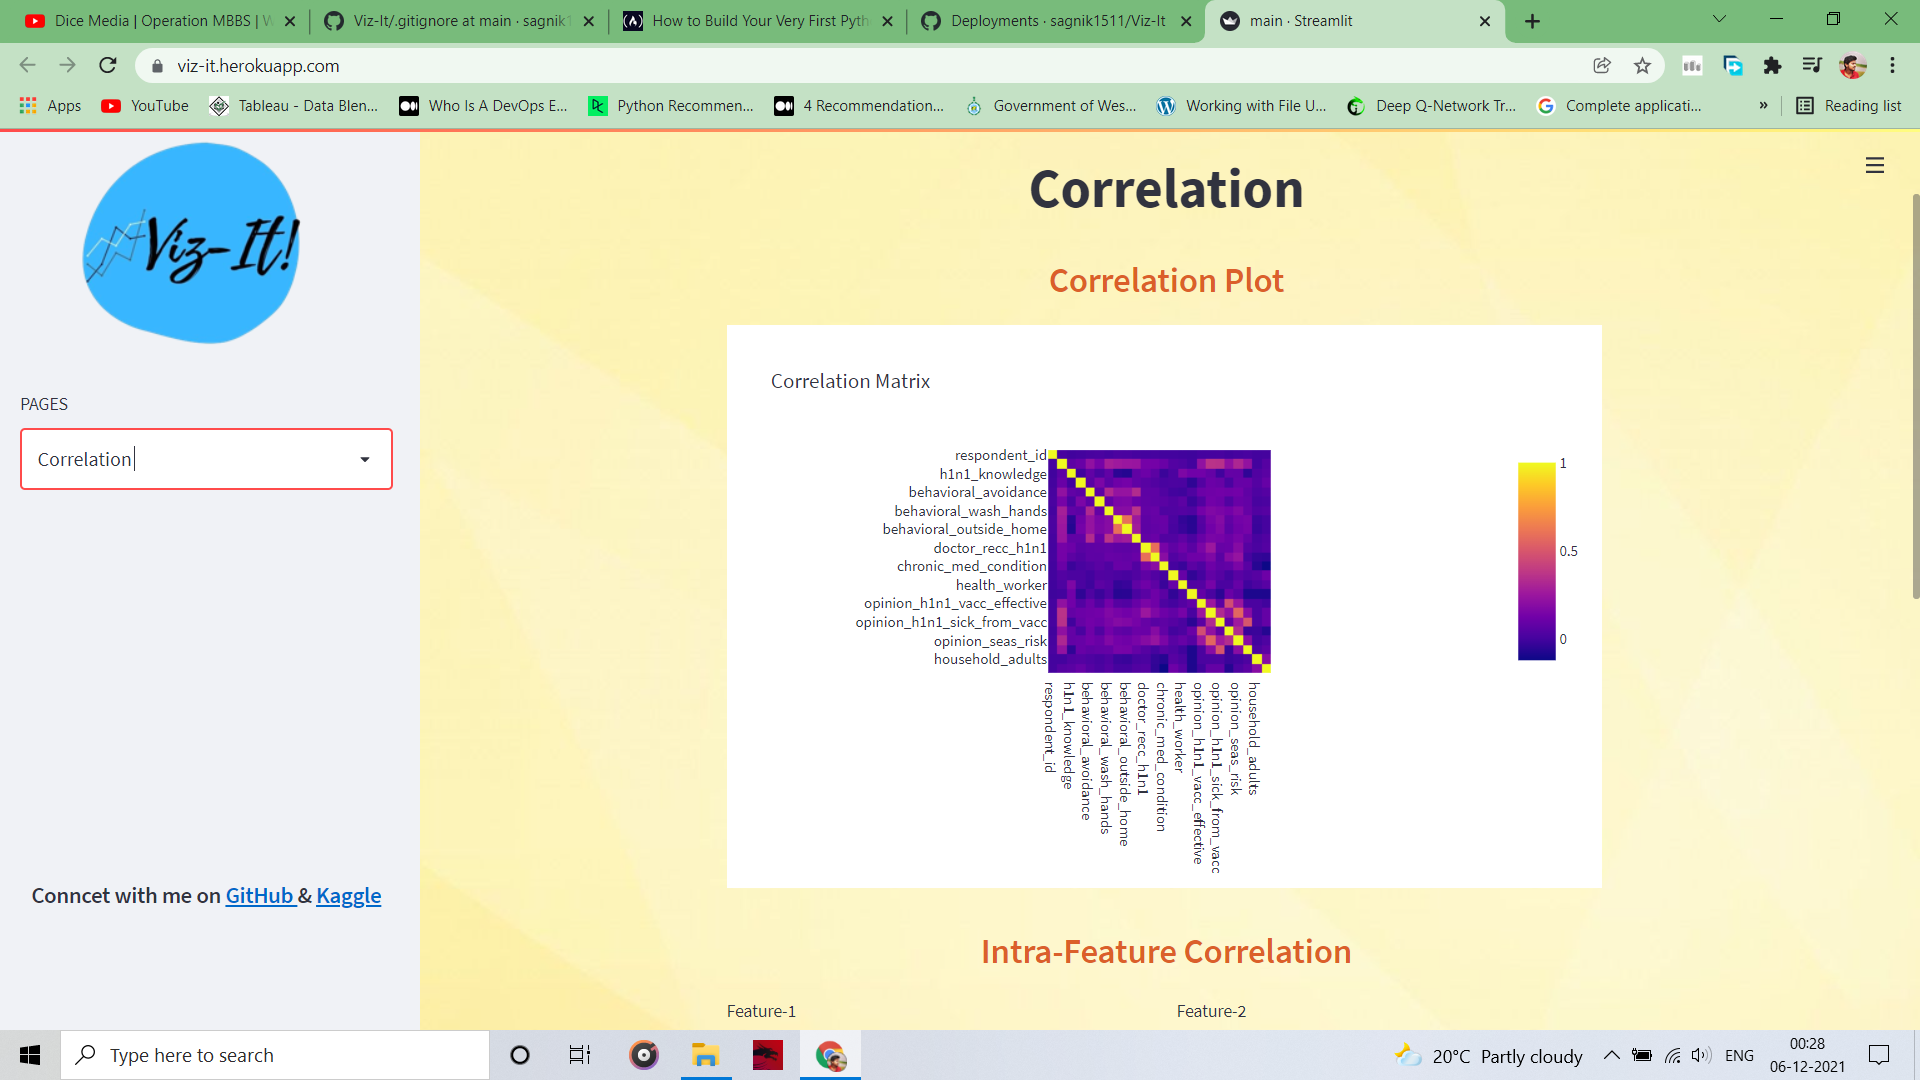 Dice Media | Operation MBBS | W
Viz-It/.gitignore at main · sagnik1
How to Build Your Very First Pyth
Deployments · sagnik1511/Viz-It
main · Streamlit
viz-it.herokuapp.com
Apps
YouTube
Tableau - Data Blen...
Who Is A DevOps E...
Python Recommen...
4 Recommendation...
Government of Wes...
Working with File U...
Deep Q-Network Tr...
Complete applicati...
»
Reading list
Viz-It!
PAGES
Correlation
Conncet with me on GitHub & Kaggle
Correlation
Correlation Plot
Correlation Matrix
respondent_id
h1n1_knowledge
behavioral_avoidance
behavioral_wash_hands
behavioral_outside_home
doctor_recc_h1n1
chronic_med_condition
health_worker
opinion_h1n1_vacc_effective
opinion_h1n1_sick_from_vacc
opinion_seas_risk
household_adults
respondent_id
h1n1_knowledge
behavioral_avoidance
behavioral_wash_hands
behavioral_outside_home
doctor_recc_h1n1
chronic_med_condition
health_worker
opinion_h1n1_vacc_effective
opinion_h1n1_sick_from_vacc
opinion_seas_risk
household_adults
1
0.5
0
Intra-Feature Correlation
Feature-1
Feature-2
Type here to search
20°C Partly cloudy
ENG
00:28
06-12-2021